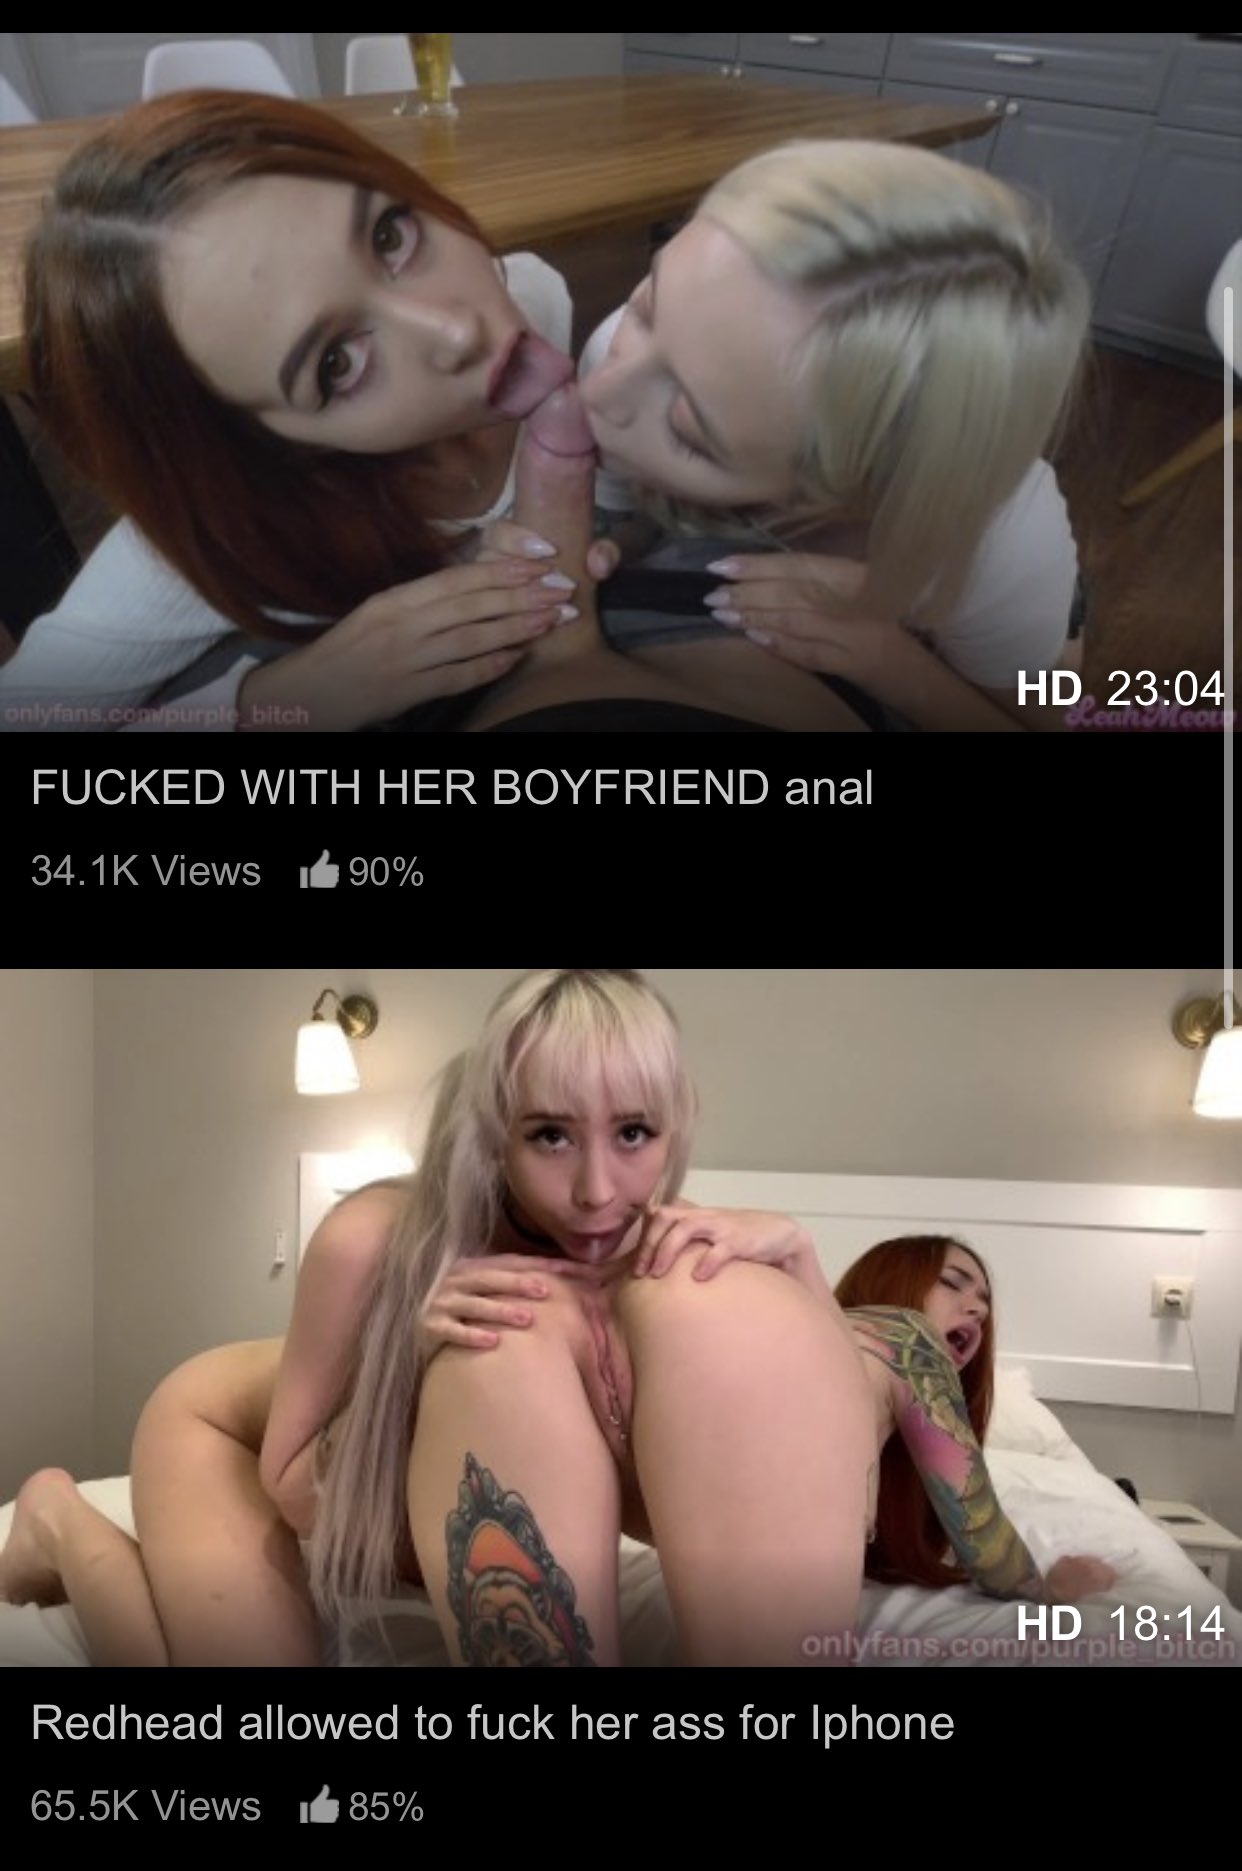 HD 23:04
onlyfans.com/purple_bitch
LeahMeow
FUCKED WITH HER BOYFRIEND anal
34.1K Views 90%
HD 18:14
onlyfans.com/purple_bitch
Redhead allowed to fuck her ass for Iphone
65.5K Views 85%